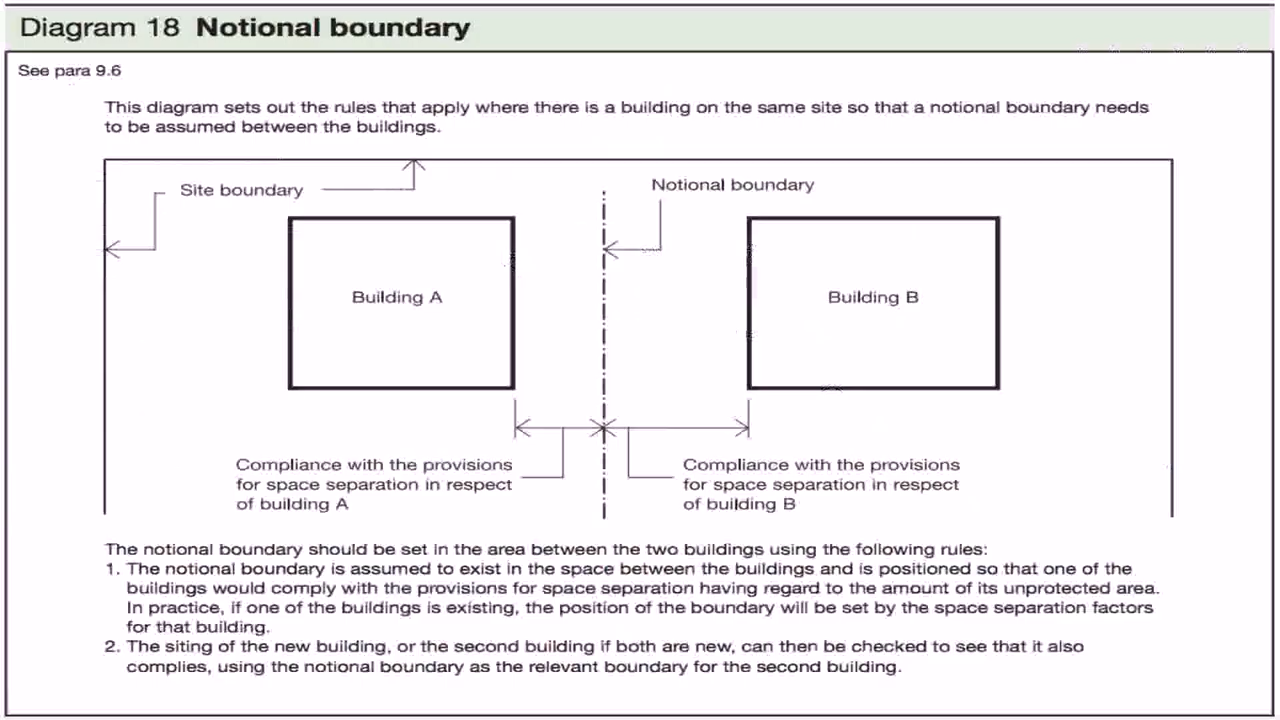 Diagram 18 Notional boundary
See para 9.6
This diagram sets out the rules that apply where there is a building on the same site so that a notional boundary needs
to be assumed between the buildings.
Site boundary
Notional boundary
Building A
Building B
Compliance with the provisions
for space separation in respect
of building A
Compliance with the provisions
for space separation in respect
of building B
The notional boundary should be set in the area between the two buildings using the following rules:
1. The notional boundary is assumed to exist in the space between the buildings and is positioned so that one of the
buildings would comply with the provisions for space separation having regard to the amount of its unprotected area.
In practice, if one of the buildings is existing, the position of the boundary will be set by the space separation factors
for that building.
2. The siting of the new building, or the second building if both are new, can then be checked to see that it also
complies, using the notional boundary as the relevant boundary for the second building.